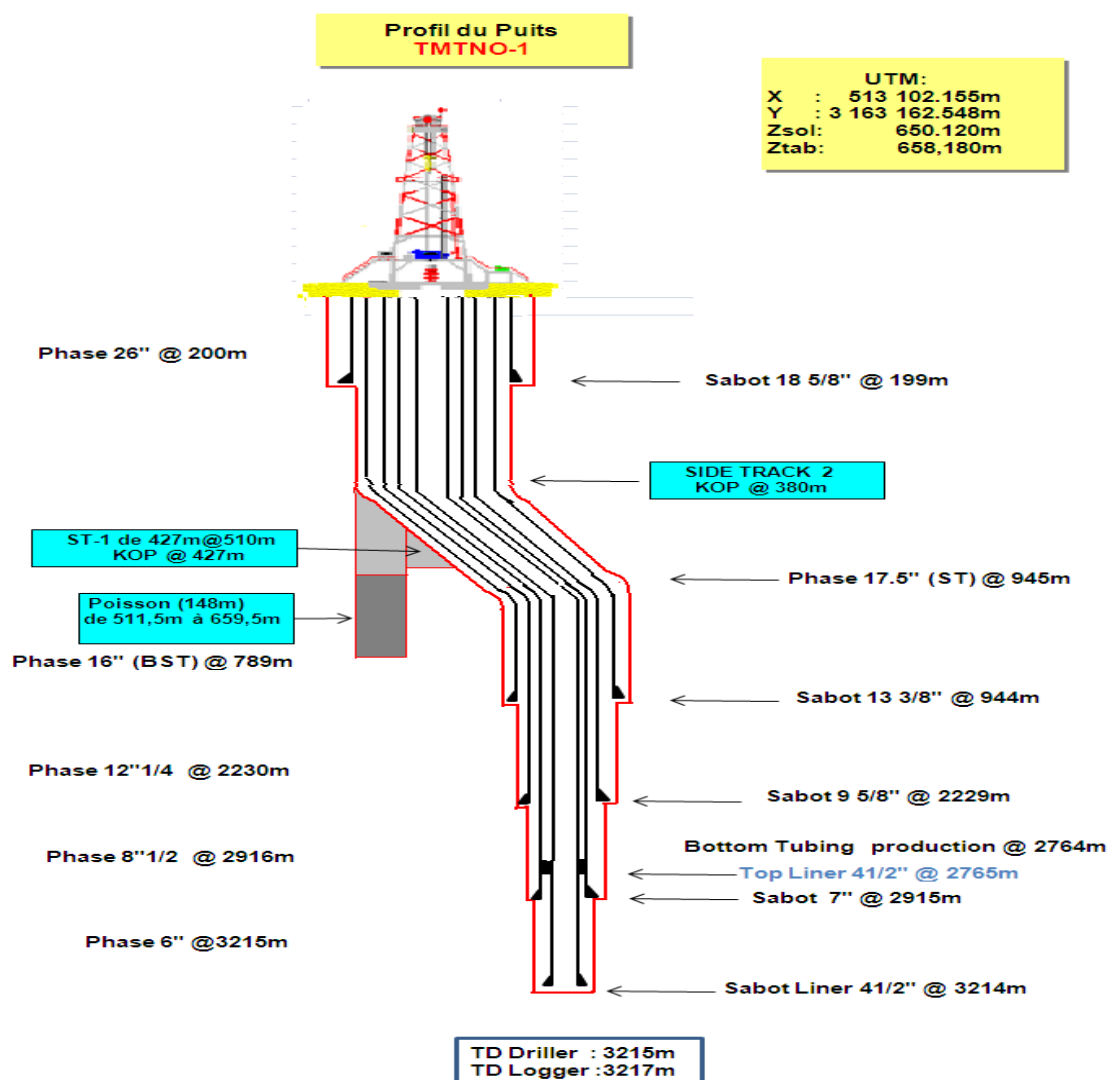 Profil du Puits
TMTNO-1
UTM:
X : 513 102.155m
Y : 3 163 162.548m
Zsol: 650.120m
Ztab: 658,180m
Phase 26" @ 200m
Sabot 18 5/8" @ 199m
SIDE TRACK 2
KOP @ 380m
ST-1 de 427m@510m
KOP @ 427m
Phase 17.5" (ST) @ 945m
Poisson (148m)
de 511,5m à 659,5m
Phase 16" (BST) @ 789m
Sabot 13 3/8" @ 944m
Phase 12"1/4 @ 2230m
Sabot 9 5/8" @ 2229m
Bottom Tubing production @ 2764m
Phase 8"1/2 @ 2916m
Top Liner 41/2" @ 2765m
Sabot 7" @ 2915m
Phase 6" @3215m
Sabot Liner 41/2" @ 3214m
TD Driller : 3215m
TD Logger :3217m